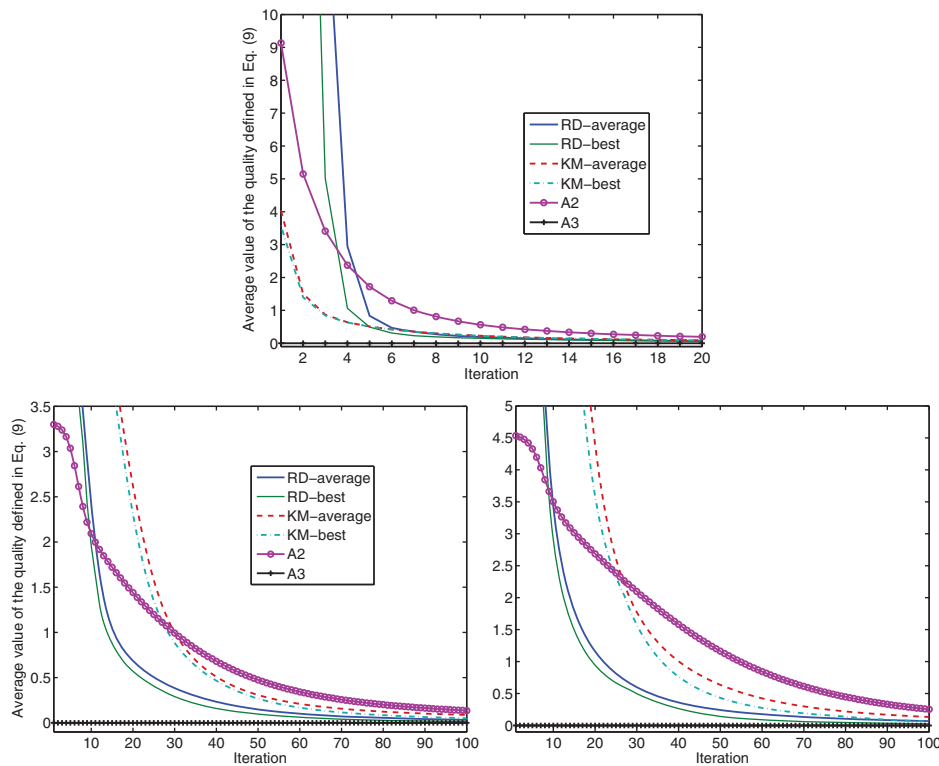 10
9
8
7
6
5
4
3
2
1
0
Average value of the quality defined in Eq. (9)
RD−average
RD−best
KM−average
KM−best
A2
A3
2 4 6 8 10 12 14 16 18 20
Iteration
3.5
3
2.5
2
1.5
1
0.5
0
Average value of the quality defined in Eq. (9)
RD−average
RD−best
KM−average
KM−best
A2
A3
10 20 30 40 50 60 70 80 90 100
Iteration
5
4.5
4
3.5
3
2.5
2
1.5
1
0.5
0
10 20 30 40 50 60 70 80 90 100
Iteration